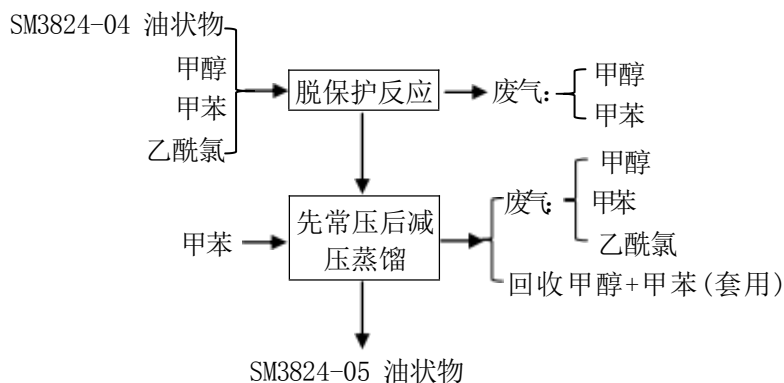 SM3824-04 油状物
甲醇
甲苯
乙酰氯
脱保护反应
废气:
甲醇
甲苯
甲苯
先常压后减
压蒸馏
废气:
甲醇
甲苯
乙酰氯
回收甲醇+甲苯(套用)
SM3824-05 油状物